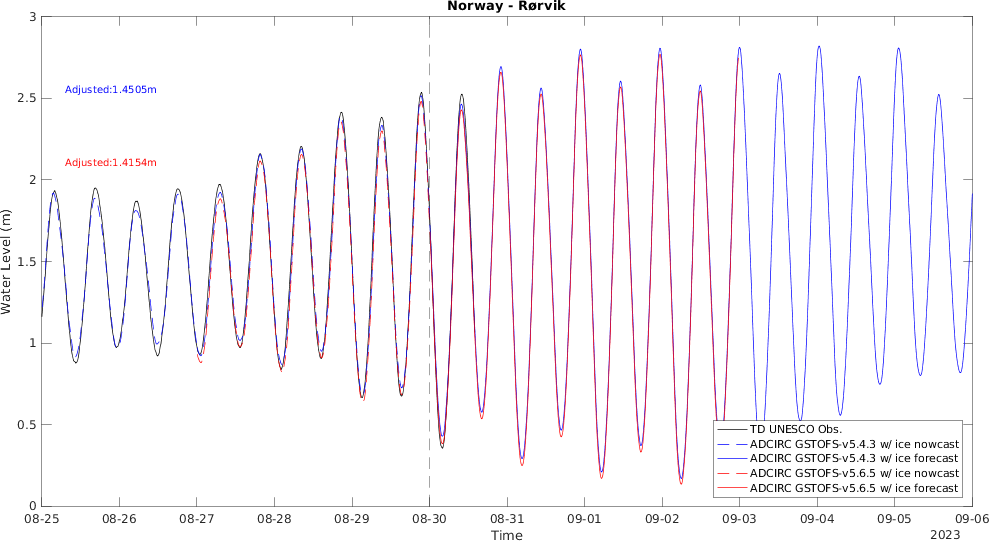 Norway - Rørvik
3
2.5
2
1.5
1
0.5
0
Water Level (m)
Adjusted:1.4505m
Adjusted:1.4154m
TD UNESCO Obs.
ADCIRC GSTOFS-v5.4.3 w/ ice nowcast
ADCIRC GSTOFS-v5.4.3 w/ ice forecast
ADCIRC GSTOFS-v5.6.5 w/ ice nowcast
ADCIRC GSTOFS-v5.6.5 w/ ice forecast
08-25 08-26 08-27 08-28 08-29 08-30 08-31 09-01 09-02 09-03 09-04 09-05 09-06
Time
2023